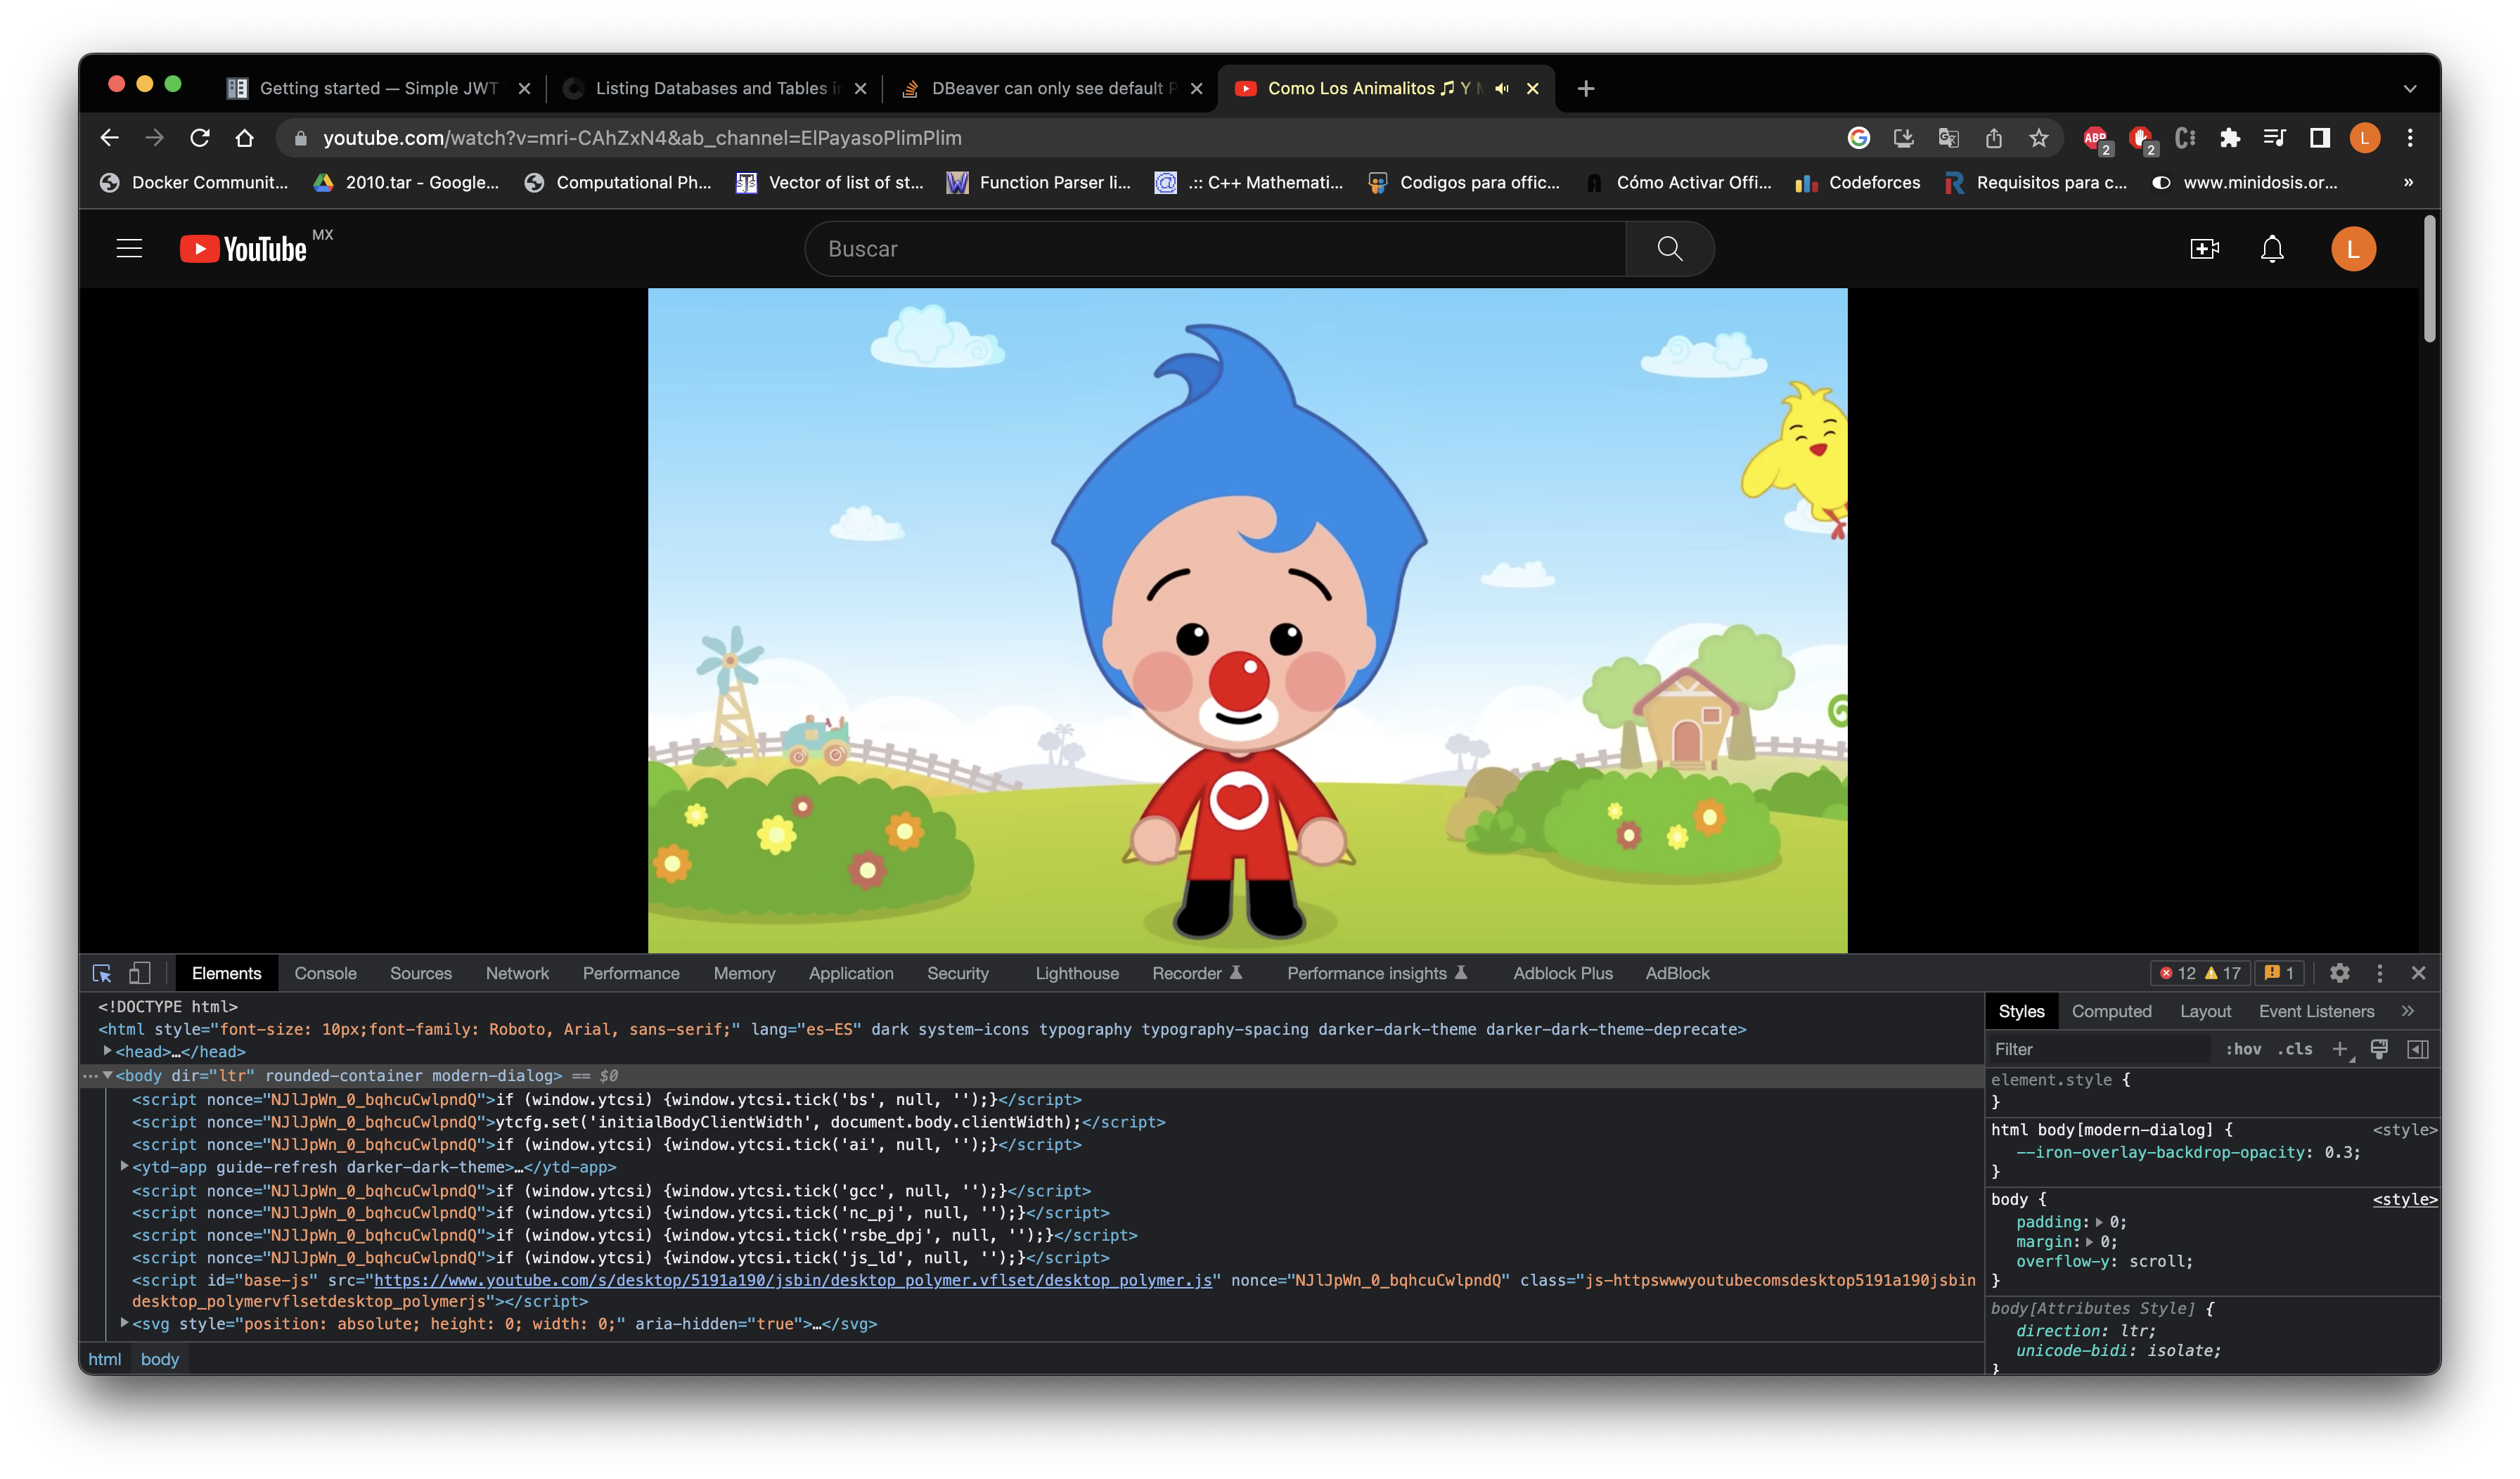 Getting started — Simple JWT
Listing Databases and Tables in
DBeaver can only see default P
Como Los Animalitos 🎵 Y M
youtube.com/watch?v=mri-CAhZxN4&ab_channel=ElPayasoPlimPlim
ABP 2 2 L
Docker Communit...
2010.tar - Google...
Computational Ph...
Vector of list of st...
Function Parser li...
.:: C++ Mathemati...
Codigos para offic...
Cómo Activar Offi...
Codeforces
Requisitos para c...
www.minidosis.or...
»
YouTube MX
Buscar
L
Elements Console Sources Network Performance Memory Application Security Lighthouse Recorder Performance insights Adblock Plus AdBlock
12 17 1
<!DOCTYPE html>
<html style="font-size: 10px;font-family: Roboto, Arial, sans-serif;" lang="es-ES" dark system-icons typography typography-spacing darker-dark-theme darker-dark-theme-deprecate>
<head>…</head>
<body dir="ltr" rounded-container modern-dialog> == $0
<script nonce="NJlJpWn_0_bqhcuCwlpndQ">if (window.ytcsi) {window.ytcsi.tick('bs', null, '');}</script>
<script nonce="NJlJpWn_0_bqhcuCwlpndQ">ytcfg.set('initialBodyClientWidth', document.body.clientWidth);</script>
<script nonce="NJlJpWn_0_bqhcuCwlpndQ">if (window.ytcsi) {window.ytcsi.tick('ai', null, '');}</script>
<ytd-app guide-refresh darker-dark-theme>…</ytd-app>
<script nonce="NJlJpWn_0_bqhcuCwlpndQ">if (window.ytcsi) {window.ytcsi.tick('gcc', null, '');}</script>
<script nonce="NJlJpWn_0_bqhcuCwlpndQ">if (window.ytcsi) {window.ytcsi.tick('nc_pj', null, '');}</script>
<script nonce="NJlJpWn_0_bqhcuCwlpndQ">if (window.ytcsi) {window.ytcsi.tick('rsbe_dpj', null, '');}</script>
<script nonce="NJlJpWn_0_bqhcuCwlpndQ">if (window.ytcsi) {window.ytcsi.tick('js_ld', null, '');}</script>
<script id="base-js" src="https://www.youtube.com/s/desktop/5191a190/jsbin/desktop_polymer.vflset/desktop_polymer.js" nonce="NJlJpWn_0_bqhcuCwlpndQ" class="js-httpswwwyoutubecomsdesktop5191a190jsbin
desktop_polymervflsetdesktop_polymerjs"></script>
<svg style="position: absolute; height: 0; width: 0;" aria-hidden="true">…</svg>
html body
Styles Computed Layout Event Listeners »
Filter :hov .cls
element.style {
}
html body[modern-dialog] { <style>
--iron-overlay-backdrop-opacity: 0.3;
}
body { <style>
padding: 0;
margin: 0;
overflow-y: scroll;
}
body[Attributes Style] {
direction: ltr;
unicode-bidi: isolate;
}